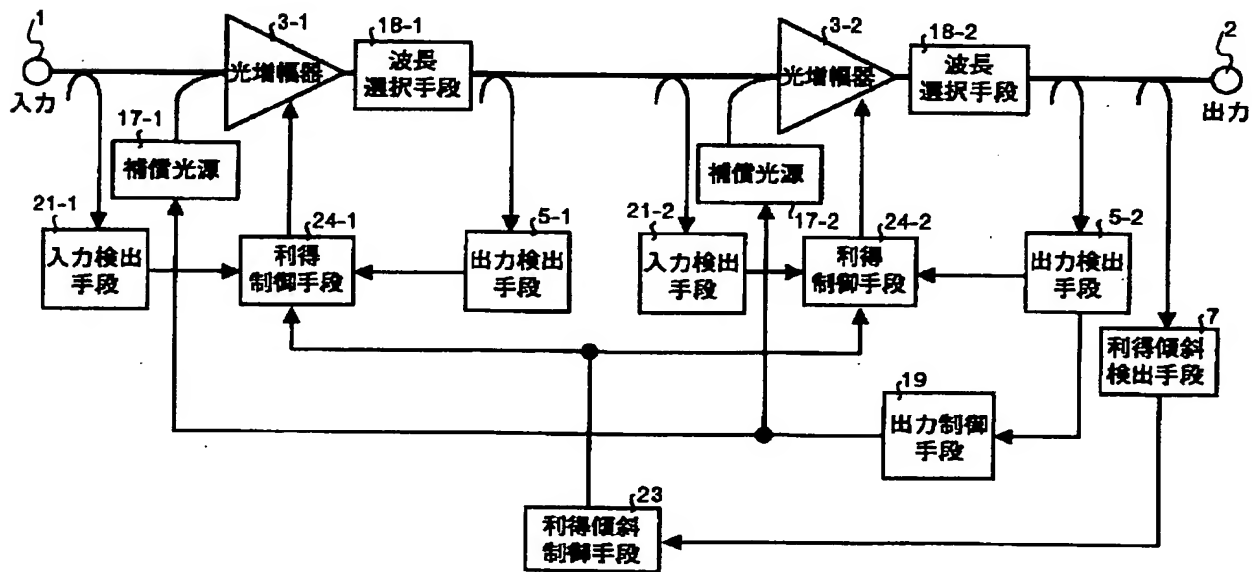 1
入力
3-1
光増幅器
18-1
波長
選択手段
17-1
補償光源
21-1
入力検出
手段
24-1
利得
制御手段
5-1
出力検出
手段
3-2
光増幅器
18-2
波長
選択手段
2
出力
補償光源
17-2
21-2
入力検出
手段
24-2
利得
制御手段
5-2
出力検出
手段
7
利得傾斜
検出手段
19
出力制御
手段
23
利得傾斜
制御手段